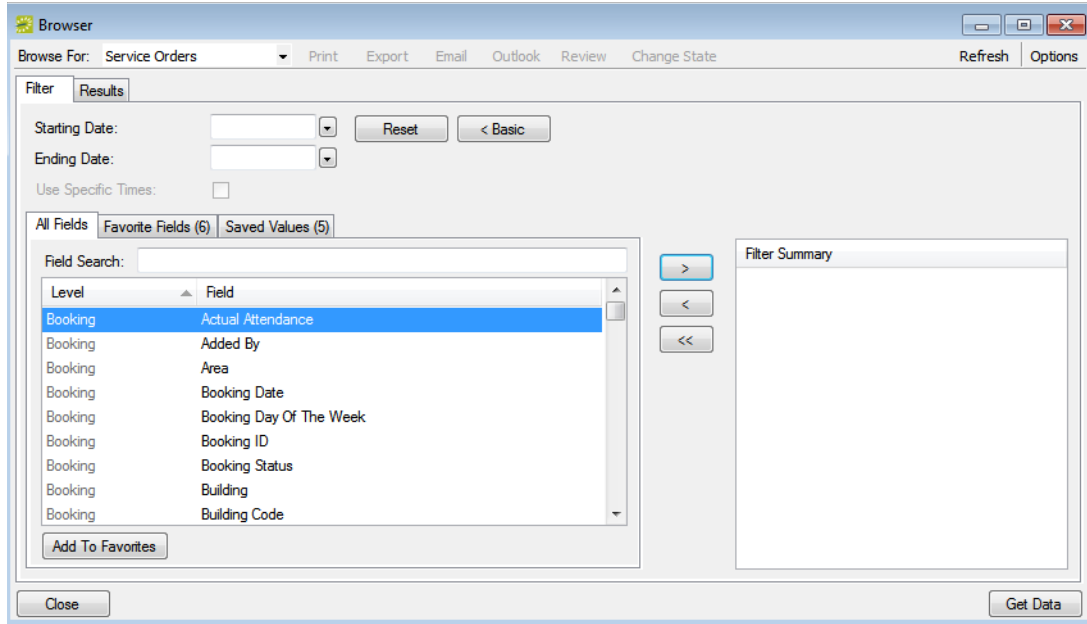 Browser
Browse For: Service Orders Print Export Email Outlook Review Change State Refresh Options
Filter Results
Starting Date: Reset < Basic
Ending Date:
Use Specific Times:
All Fields Favorite Fields (6) Saved Values (5)
Field Search:
Level Field
Booking Actual Attendance
Booking Added By
Booking Area
Booking Booking Date
Booking Booking Day Of The Week
Booking Booking ID
Booking Booking Status
Booking Building
Booking Building Code
Add To Favorites
>
<
<<
Filter Summary
Close Get Data